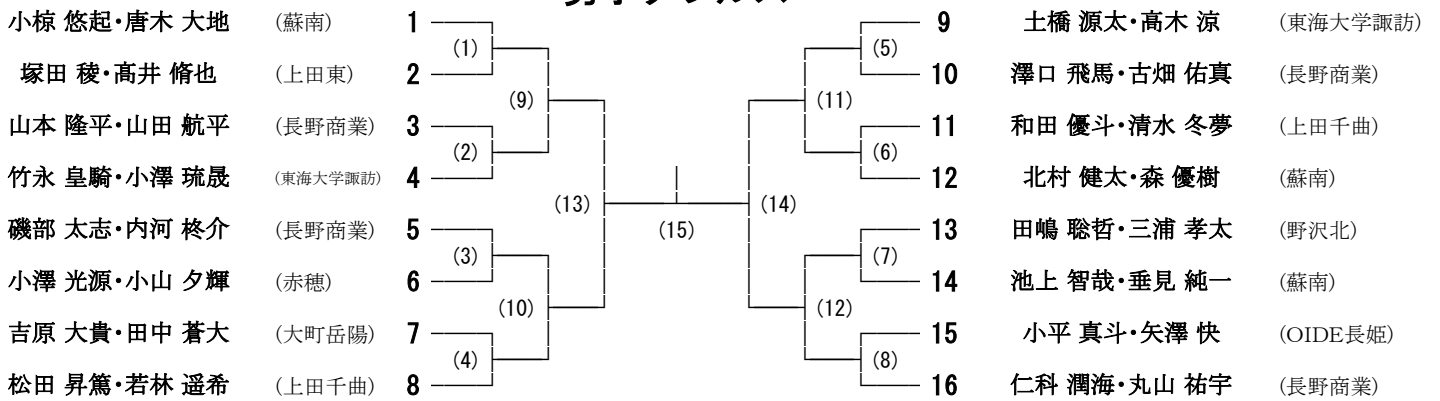 小椋 悠起・唐木 大地 (蘇南) 1
塚田 稜・髙井 脩也 (上田東) 2
山本 隆平・山田 航平 (長野商業) 3
竹永 皇騎・小澤 琉晟 (東海大学諏訪) 4
磯部 太志・内河 柊介 (長野商業) 5
小澤 光源・小山 夕輝 (赤穂) 6
吉原 大貴・田中 蒼大 (大町岳陽) 7
松田 昇篤・若林 遥希 (上田千曲) 8
(1)
(2)
(3)
(4)
(9)
(10)
(13)
(15)
(14)
(11)
(12)
(5)
(6)
(7)
(8)
9 土橋 源太・高木 涼 (東海大学諏訪)
10 澤口 飛馬・古畑 佑真 (長野商業)
11 和田 優斗・清水 冬夢 (上田千曲)
12 北村 健太・森 優樹 (蘇南)
13 田嶋 聡哲・三浦 孝太 (野沢北)
14 池上 智哉・垂見 純一 (蘇南)
15 小平 真斗・矢澤 快 (OIDE長姫)
16 仁科 潤海・丸山 祐宇 (長野商業)